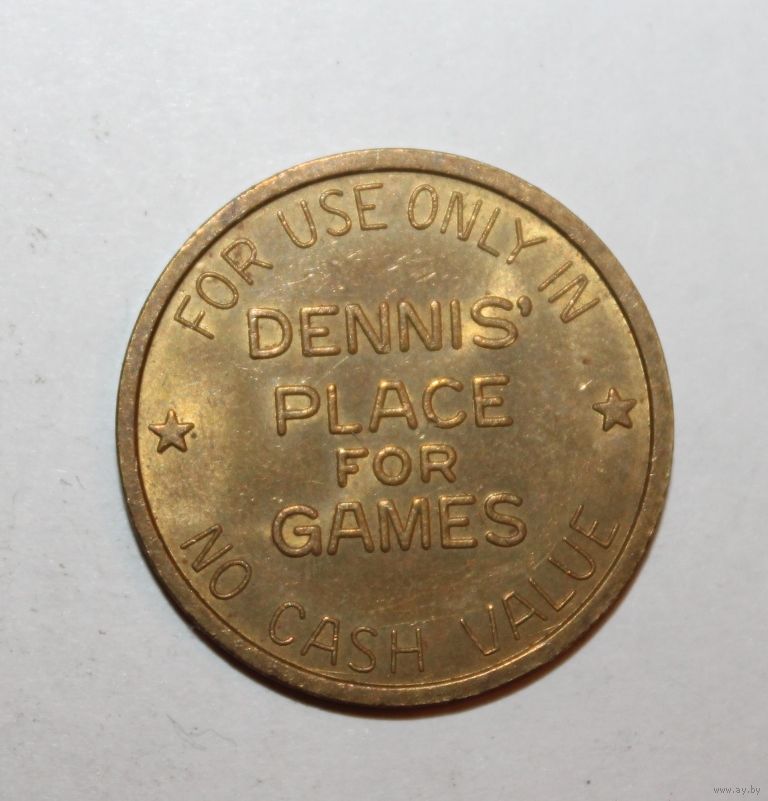 FOR USE ONLY IN
DENNIS'
PLACE
FOR
GAMES
NO CASH VALUE
www.ay.by